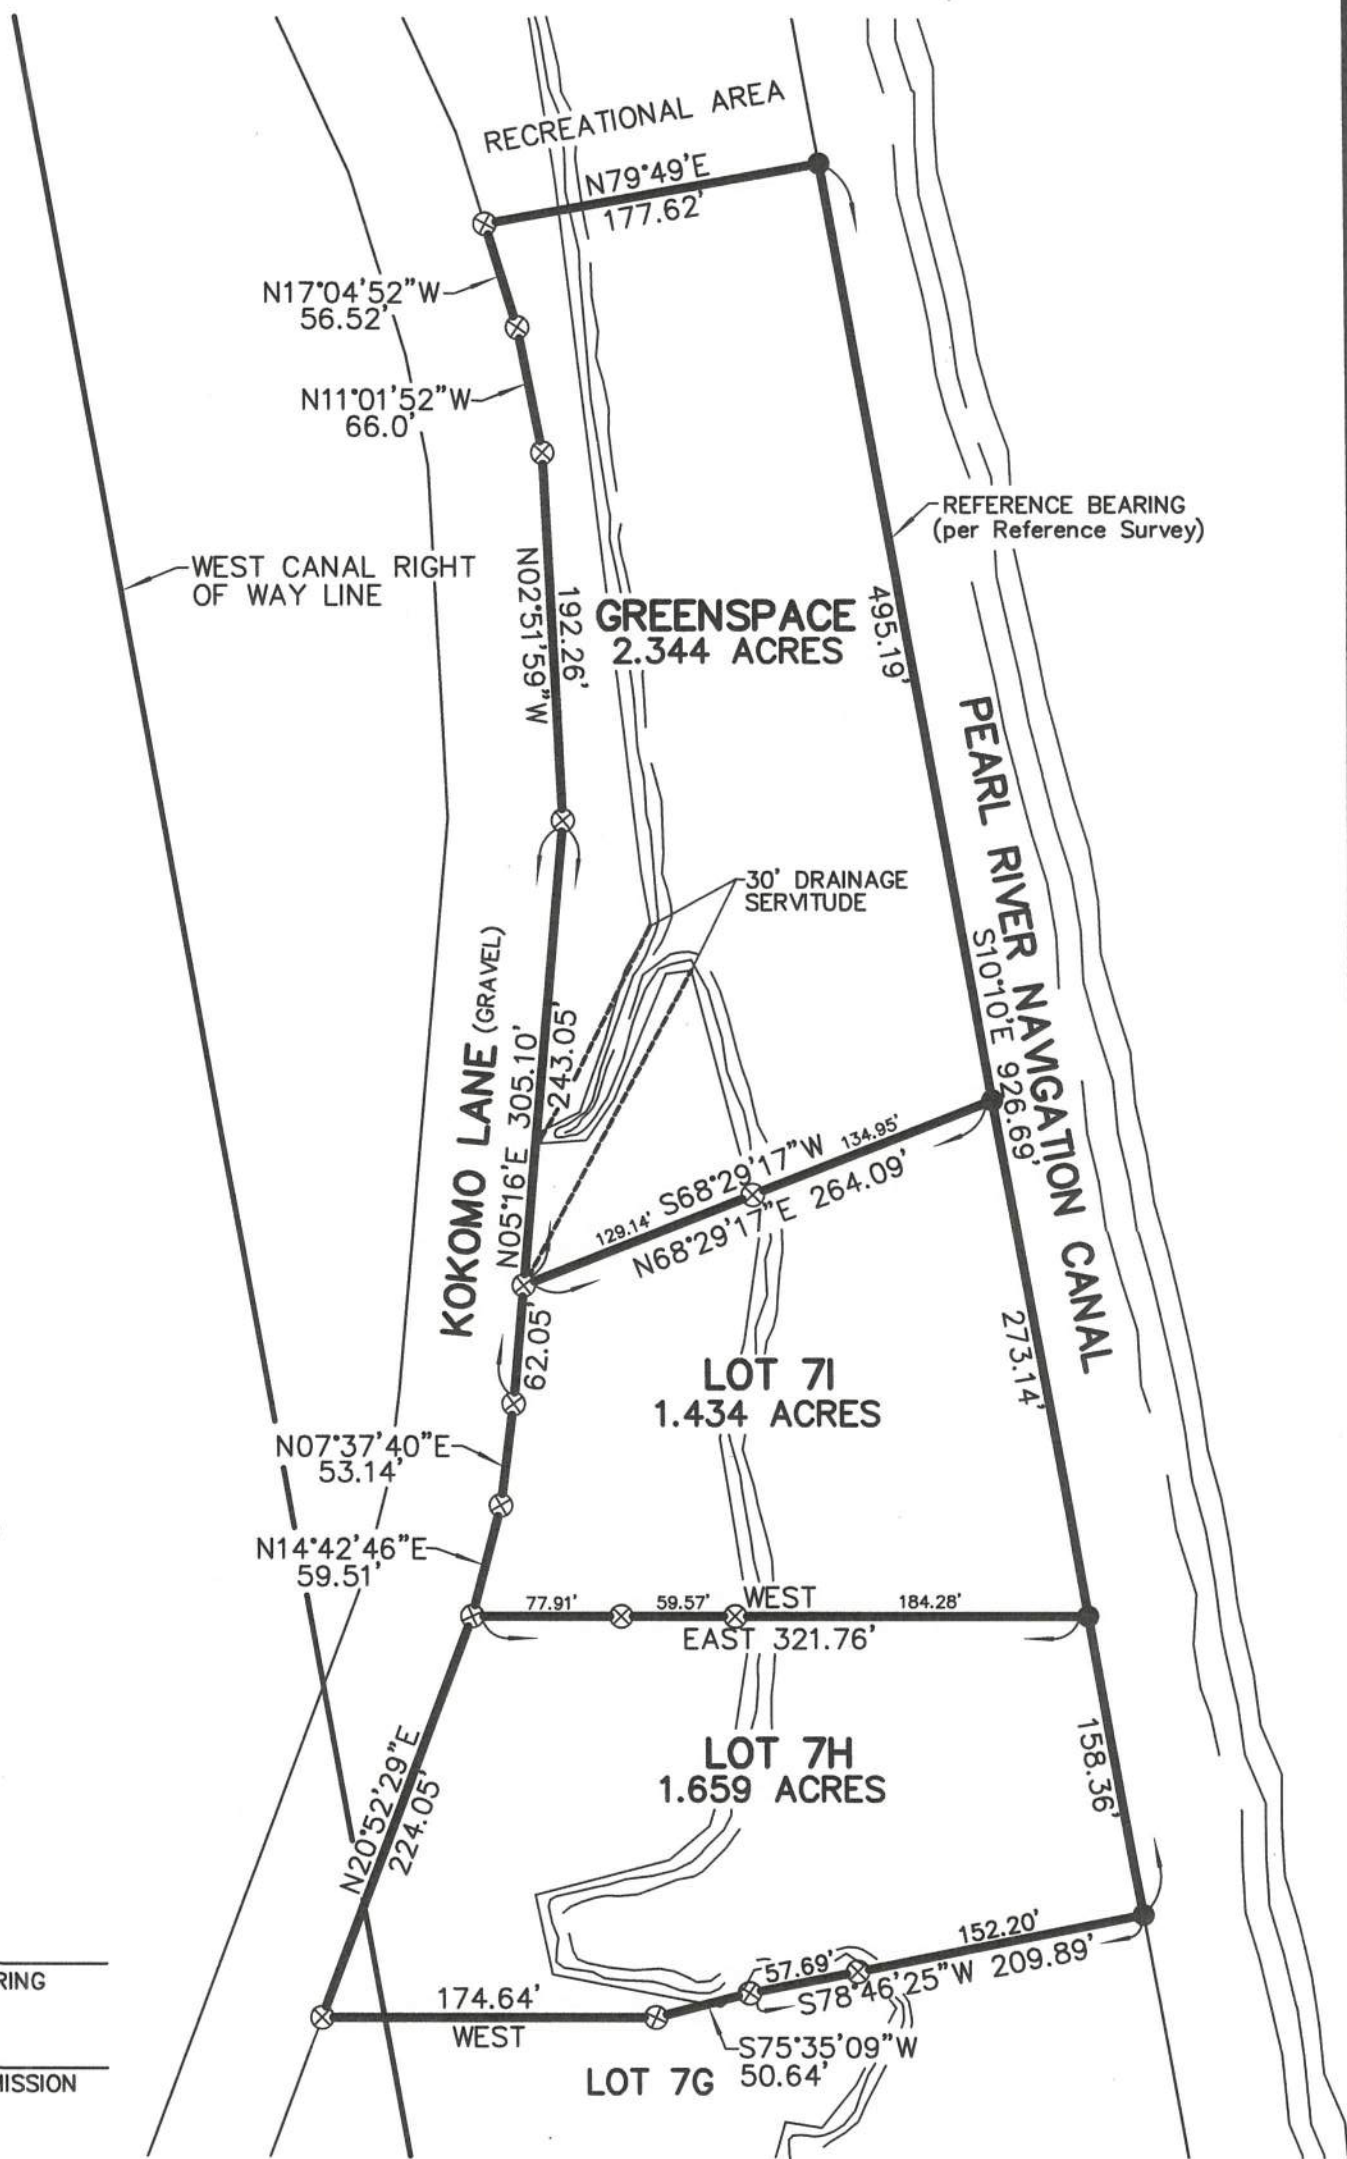 RECREATIONAL AREA
N79°49'E
177.62'
N17°04'52"W
56.52'
N11°01'52"W
66.0'
REFERENCE BEARING
(per Reference Survey)
WEST CANAL RIGHT
OF WAY LINE
N02°51'59"W
192.26'
GREENSPACE
2.344 ACRES
495.19'
PEARL RIVER NAVIGATION CANAL
S10°10'E 926.69'
30' DRAINAGE
SERVITUDE
KOKOMO LANE (GRAVEL)
N05°16'E 305.10'
243.05'
129.14' S68°29'17"W 134.95'
N68°29'17"E 264.09'
62.05'
273.14'
LOT 7I
1.434 ACRES
N07°37'40"E
53.14'
N14°42'46"E
59.51'
77.91' 59.57' WEST 184.28'
EAST 321.76'
N20°52'29"E
224.05'
LOT 7H
1.659 ACRES
158.36'
152.20'
57.69'
S78°46'25"W 209.89'
174.64'
WEST
S75°35'09"W
50.64'
LOT 7G
RING
MISSION